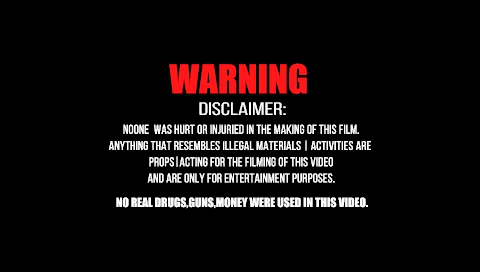 WARNING
DISCLAIMER:
NOONE WAS HURT OR INJURIED IN THE MAKING OF THIS FILM.
ANYTHING THAT RESEMBLES ILLEGAL MATERIALS | ACTIVITIES ARE
PROPS|ACTING FOR THE FILMING OF THIS VIDEO
AND ARE ONLY FOR ENTERTAINMENT PURPOSES.
NO REAL DRUGS,GUNS,MONEY WERE USED IN THIS VIDEO.